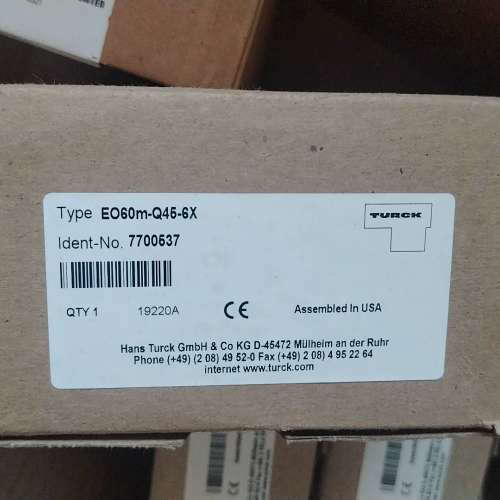 Type EO60m-Q45-6X
TURCK
Ident-No. 7700537
QTY 1 19220A CE Assembled In USA
Hans Turck GmbH & Co KG D-45472 Mülheim an der Ruhr
Phone (+49) (2 08) 49 52-0 Fax (+49) (2 08) 4 95 22 64
internet www.turck.com